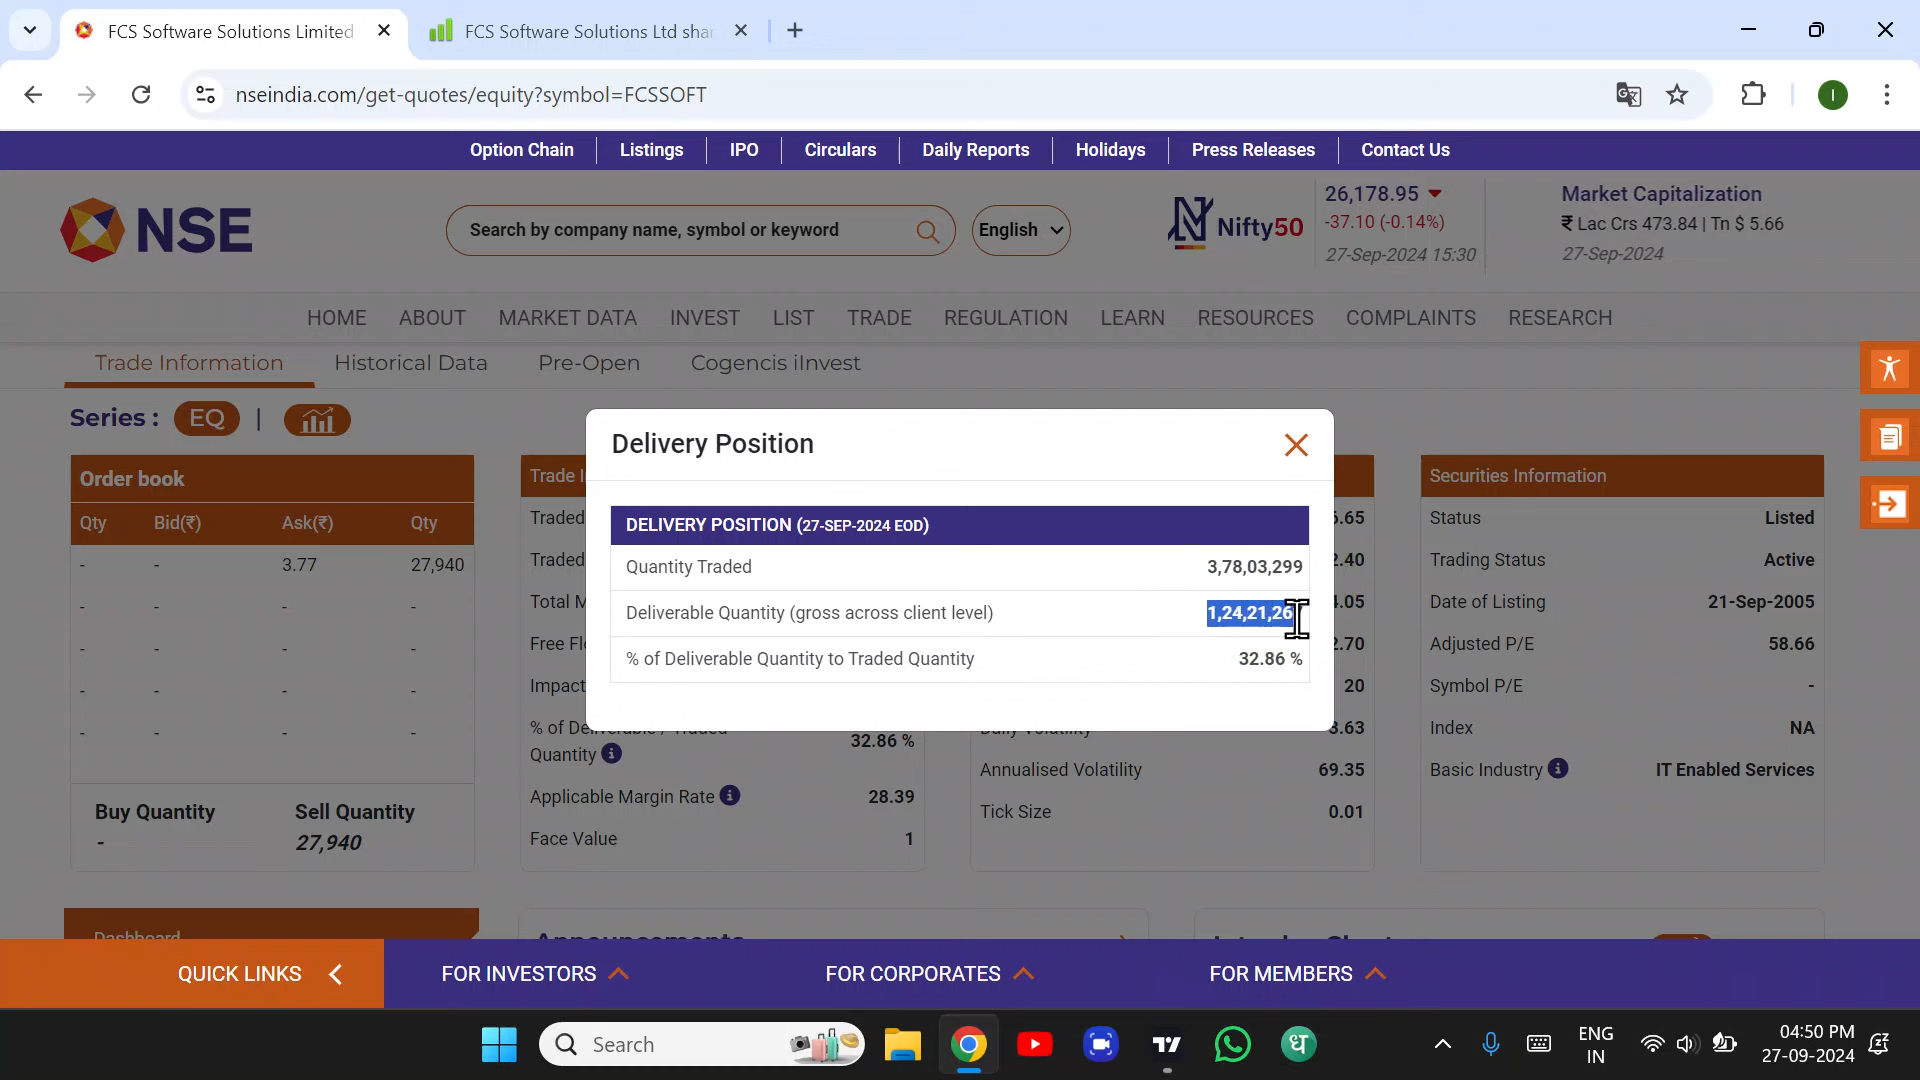 FCS Software Solutions Limited
FCS Software Solutions Ltd shar
nseindia.com/get-quotes/equity?symbol=FCSSOFT
I
Option Chain
Listings
IPO
Circulars
Daily Reports
Holidays
Press Releases
Contact Us
NSE
Search by company name, symbol or keyword
English
Nifty50
26,178.95
-37.10 (-0.14%)
27-Sep-2024 15:30
Market Capitalization
₹ Lac Crs 473.84 | Tn $ 5.66
27-Sep-2024
HOME
ABOUT
MARKET DATA
INVEST
LIST
TRADE
REGULATION
LEARN
RESOURCES
COMPLAINTS
RESEARCH
Trade Information
Historical Data
Pre-Open
Cogencis iInvest
Series : EQ |
Order book
Qty Bid(₹) Ask(₹) Qty
- - 3.77 27,940
- - - -
- - - -
- - - -
- - - -
Buy Quantity Sell Quantity
- 27,940
Delivery Position
DELIVERY POSITION (27-SEP-2024 EOD)
Quantity Traded 3,78,03,299
Deliverable Quantity (gross across client level) 1,24,21,26
% of Deliverable Quantity to Traded Quantity 32.86 %
Trade
Traded
Traded
Total M
Free Fl
Impact
Quantity 32.86 %
Applicable Margin Rate 28.39
Face Value 1
20
Annualised Volatility 69.35
Tick Size 0.01
Securities Information
Status Listed
Trading Status Active
Date of Listing 21-Sep-2005
Adjusted P/E 58.66
Symbol P/E -
Index NA
Basic Industry IT Enabled Services
QUICK LINKS
FOR INVESTORS
FOR CORPORATES
FOR MEMBERS
Search
ध
ENG
IN
04:50 PM
27-09-2024